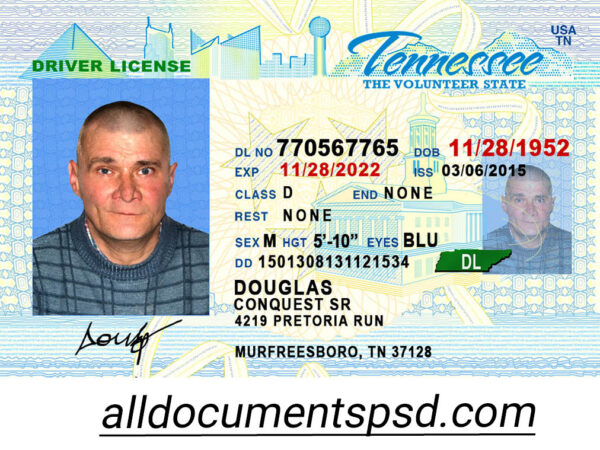 USA
TN
DRIVER LICENSE
Tennessee
THE VOLUNTEER STATE
DL NO 770567765 DOB 11/28/1952
EXP 11/28/2022 ISS 03/06/2015
CLASS D END NONE
REST NONE
SEX M HGT 5'-10" EYES BLU
DD 1501308131121534
DL
DOUGLAS
CONQUEST SR
4219 PRETORIA RUN
MURFREESBORO, TN 37128
alldocumentspsd.com